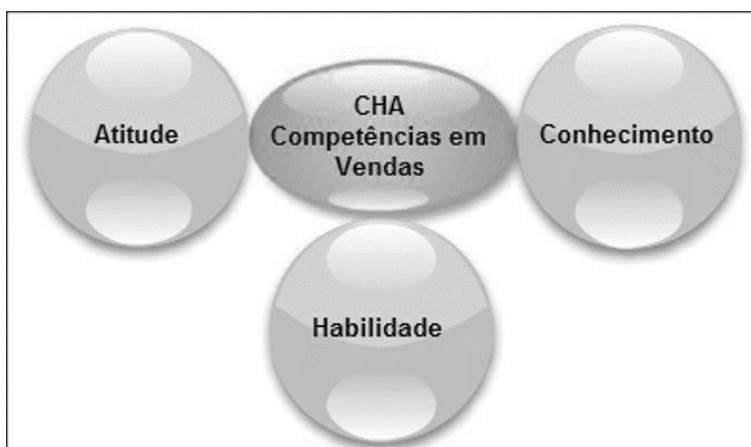 Atitude
CHA
Competências em
Vendas
Conhecimento
Habilidade